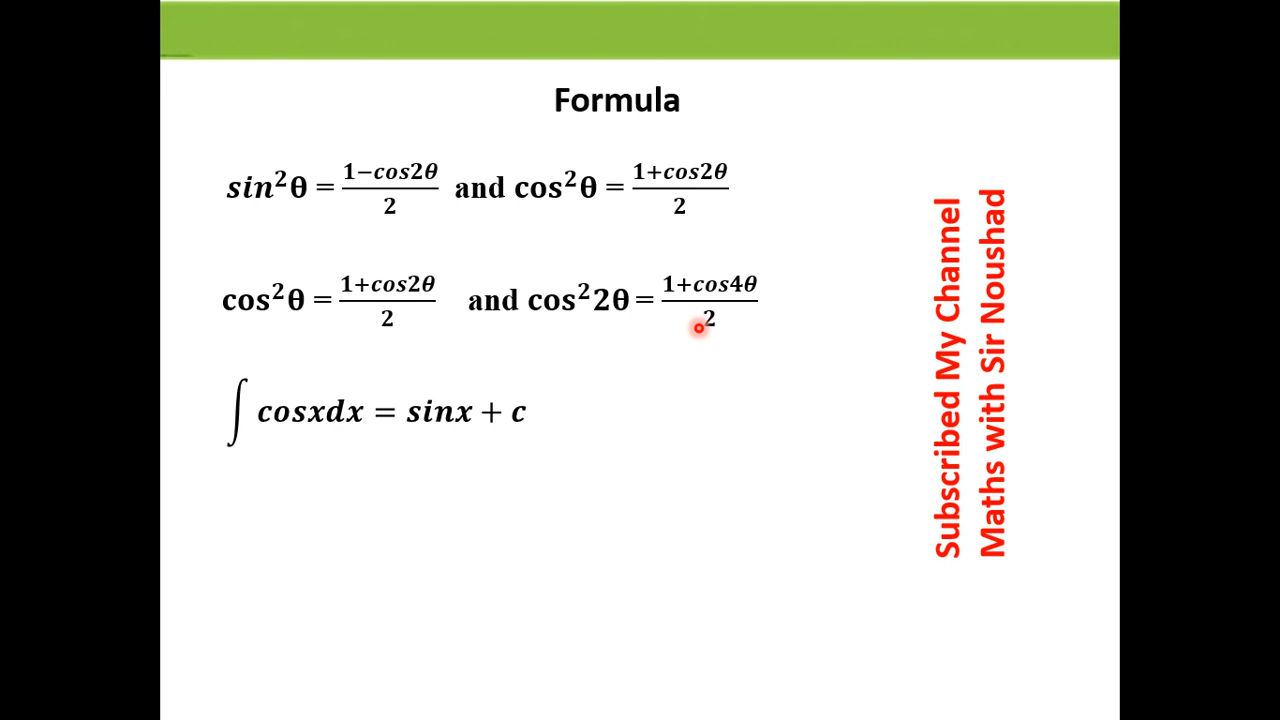 Formula
sin²θ = (1−cos2θ)/2 and cos²θ = (1+cos2θ)/2
cos²θ = (1+cos2θ)/2 and cos²2θ = (1+cos4θ)/2
∫ cosxdx = sinx + c
Subscribed My Channel
Maths with Sir Noushad